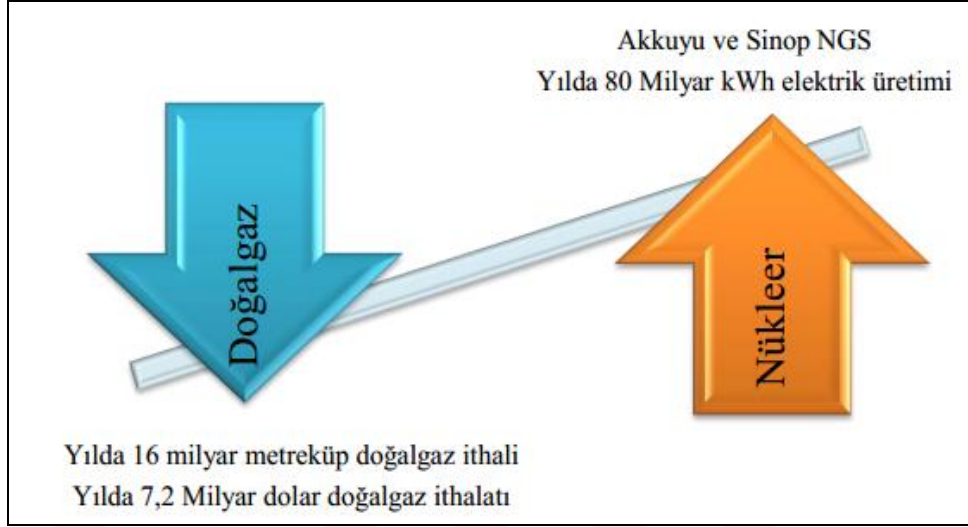 Akkuyu ve Sinop NGS
Yılda 80 Milyar kWh elektrik üretimi
Doğalgaz
Nükleer
Yılda 16 milyar metreküp doğalgaz ithali
Yılda 7,2 Milyar dolar doğalgaz ithalatı